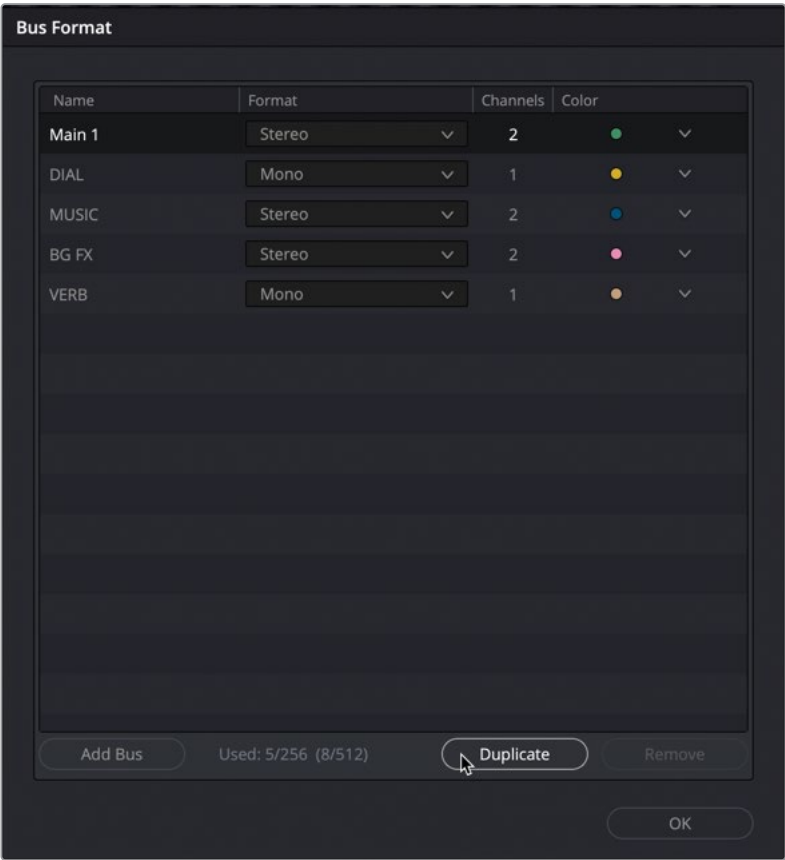 Bus Format
Name Format Channels Color
Main 1 Stereo 2
DIAL Mono 1
MUSIC Stereo 2
BG FX Stereo 2
VERB Mono 1
Add Bus Used: 5/256 (8/512) Duplicate Remove
OK